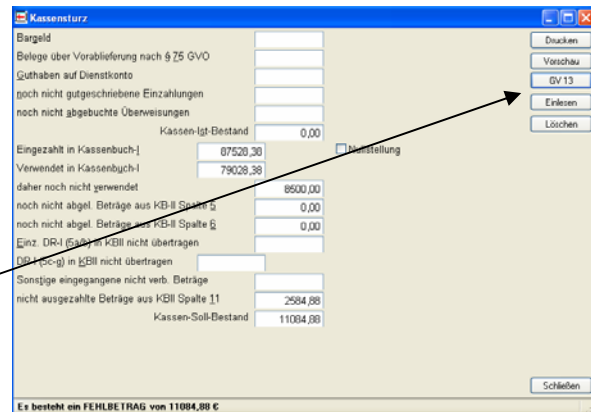 Kassensturz
Bargeld
Drucken
Belege über Vorablieferung nach § 75 GVO
Vorschau
Guthaben auf Dienstkonto
GV 13
noch nicht gutgeschriebene Einzahlungen
Einlesen
noch nicht abgebuchte Überweisungen
Löschen
Kassen-Ist-Bestand 0,00
Eingezahlt in Kassenbuch-I 87528,38
Nullstellung
Verwendet in Kassenbuch-I 79028,38
daher noch nicht verwendet 8500,00
noch nicht abgel. Beträge aus KB-II Spalte 5 0,00
noch nicht abgel. Beträge aus KB-II Spalte 6 0,00
Einz. DR-I (5a/b) in KBII nicht übertragen
DR-I (5c-g) in KBII nicht übertragen
Sonstige eingegangene nicht verb. Beträge
nicht ausgezahlte Beträge aus KBII Spalte 11 2584,88
Kassen-Soll-Bestand 11084,88
Schließen
Es besteht ein FEHLBETRAG von 11084,88 €